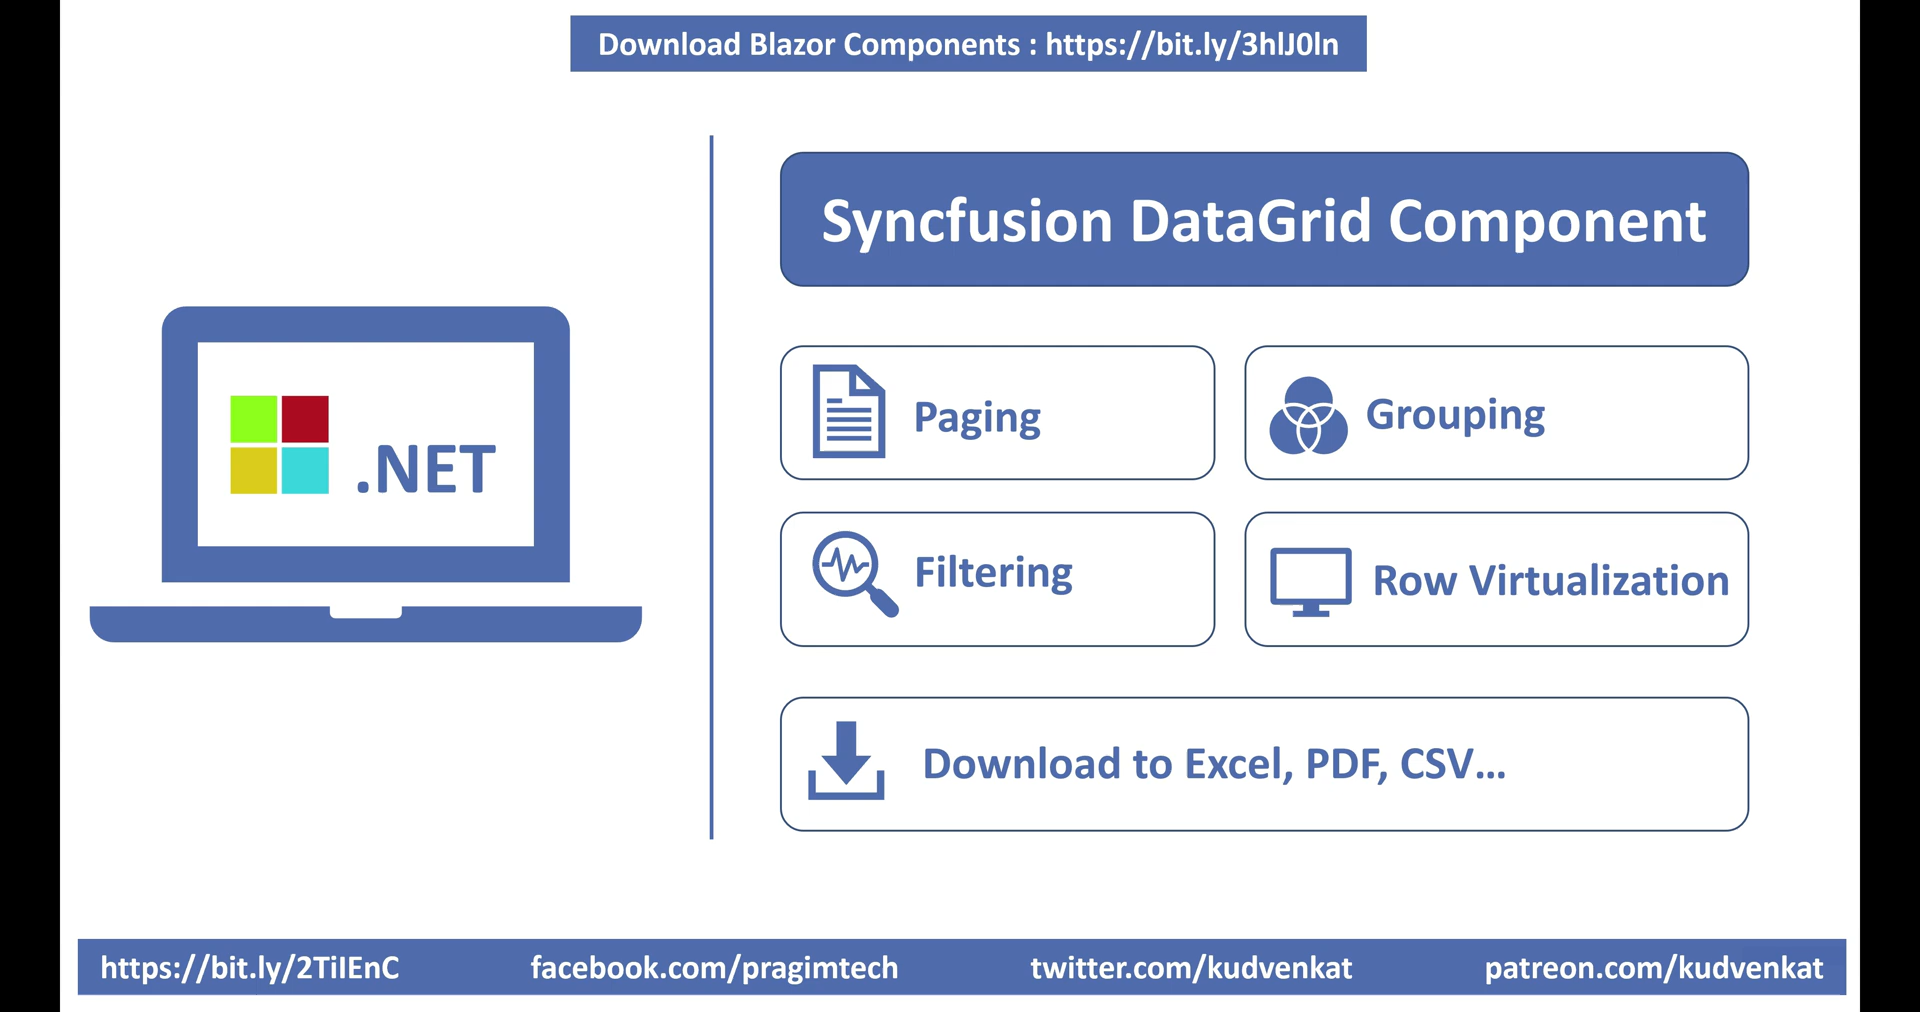 Download Blazor Components : https://bit.ly/3hlJ0ln
Syncfusion DataGrid Component
.NET
Paging
Grouping
Filtering
Row Virtualization
Download to Excel, PDF, CSV...
https://bit.ly/2TiIEnC
facebook.com/pragimtech
twitter.com/kudvenkat
patreon.com/kudvenkat